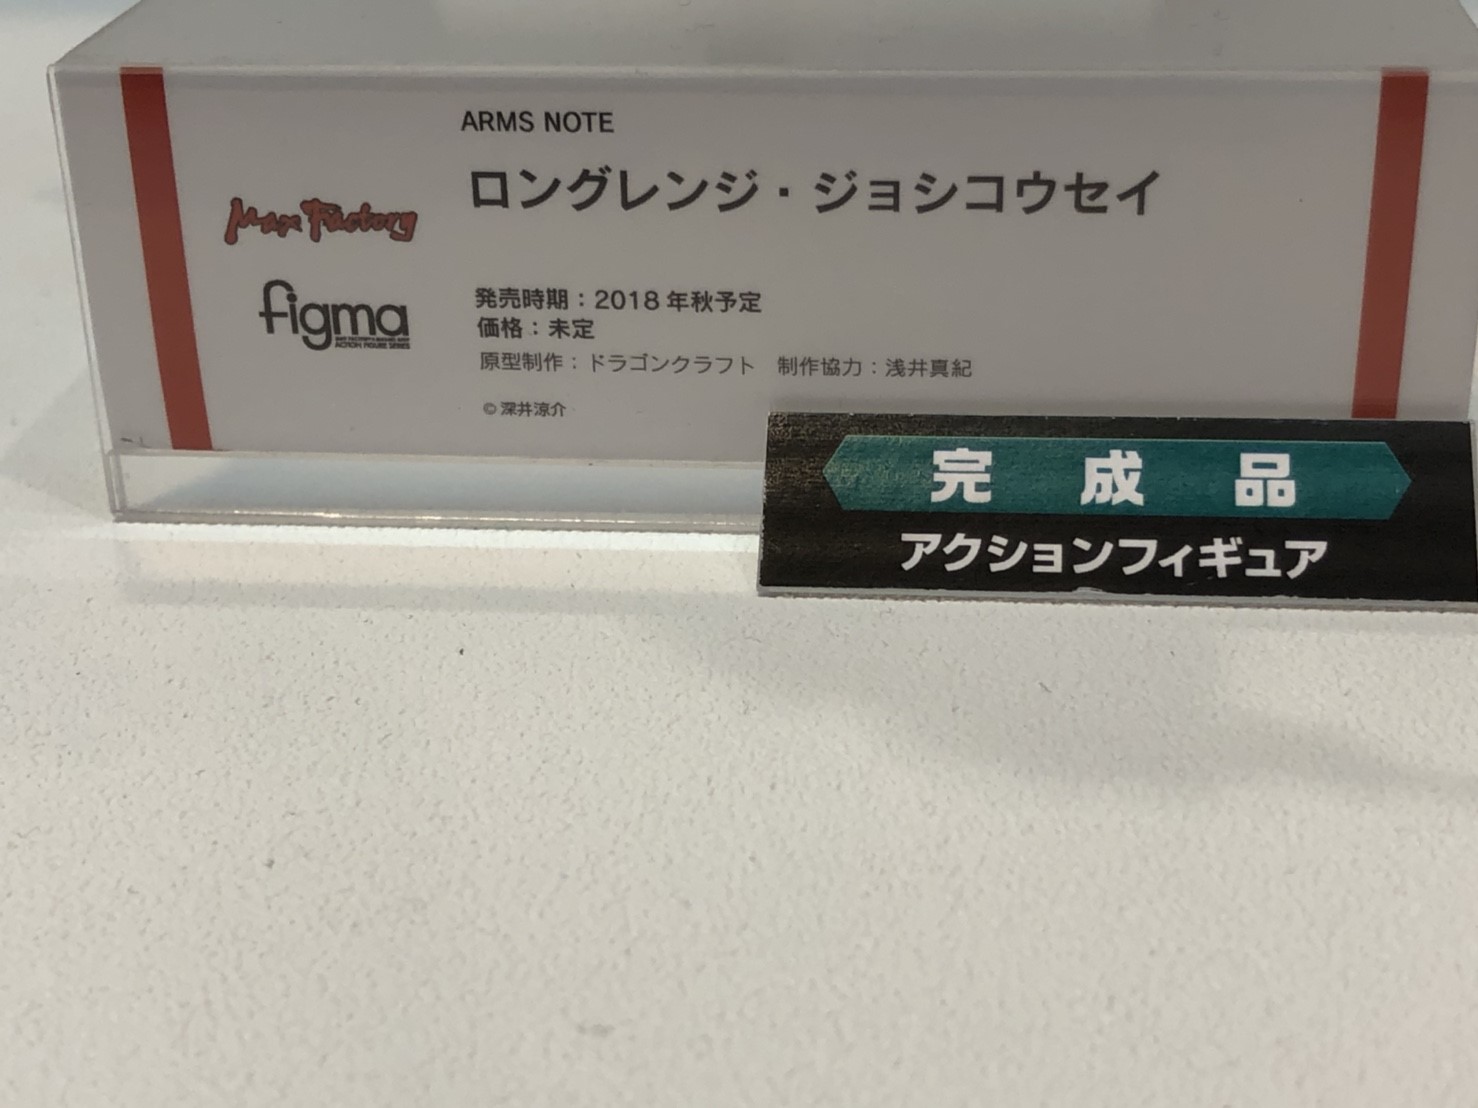 ARMS NOTE
ロングレンジ・ジョシコウセイ
Max Factory
figma
ACTION FIGURE SERIES
発売時期：2018年秋予定
価格：未定
原型制作：ドラゴンクラフト　制作協力：浅井真紀
©深井涼介
完成品
アクションフィギュア